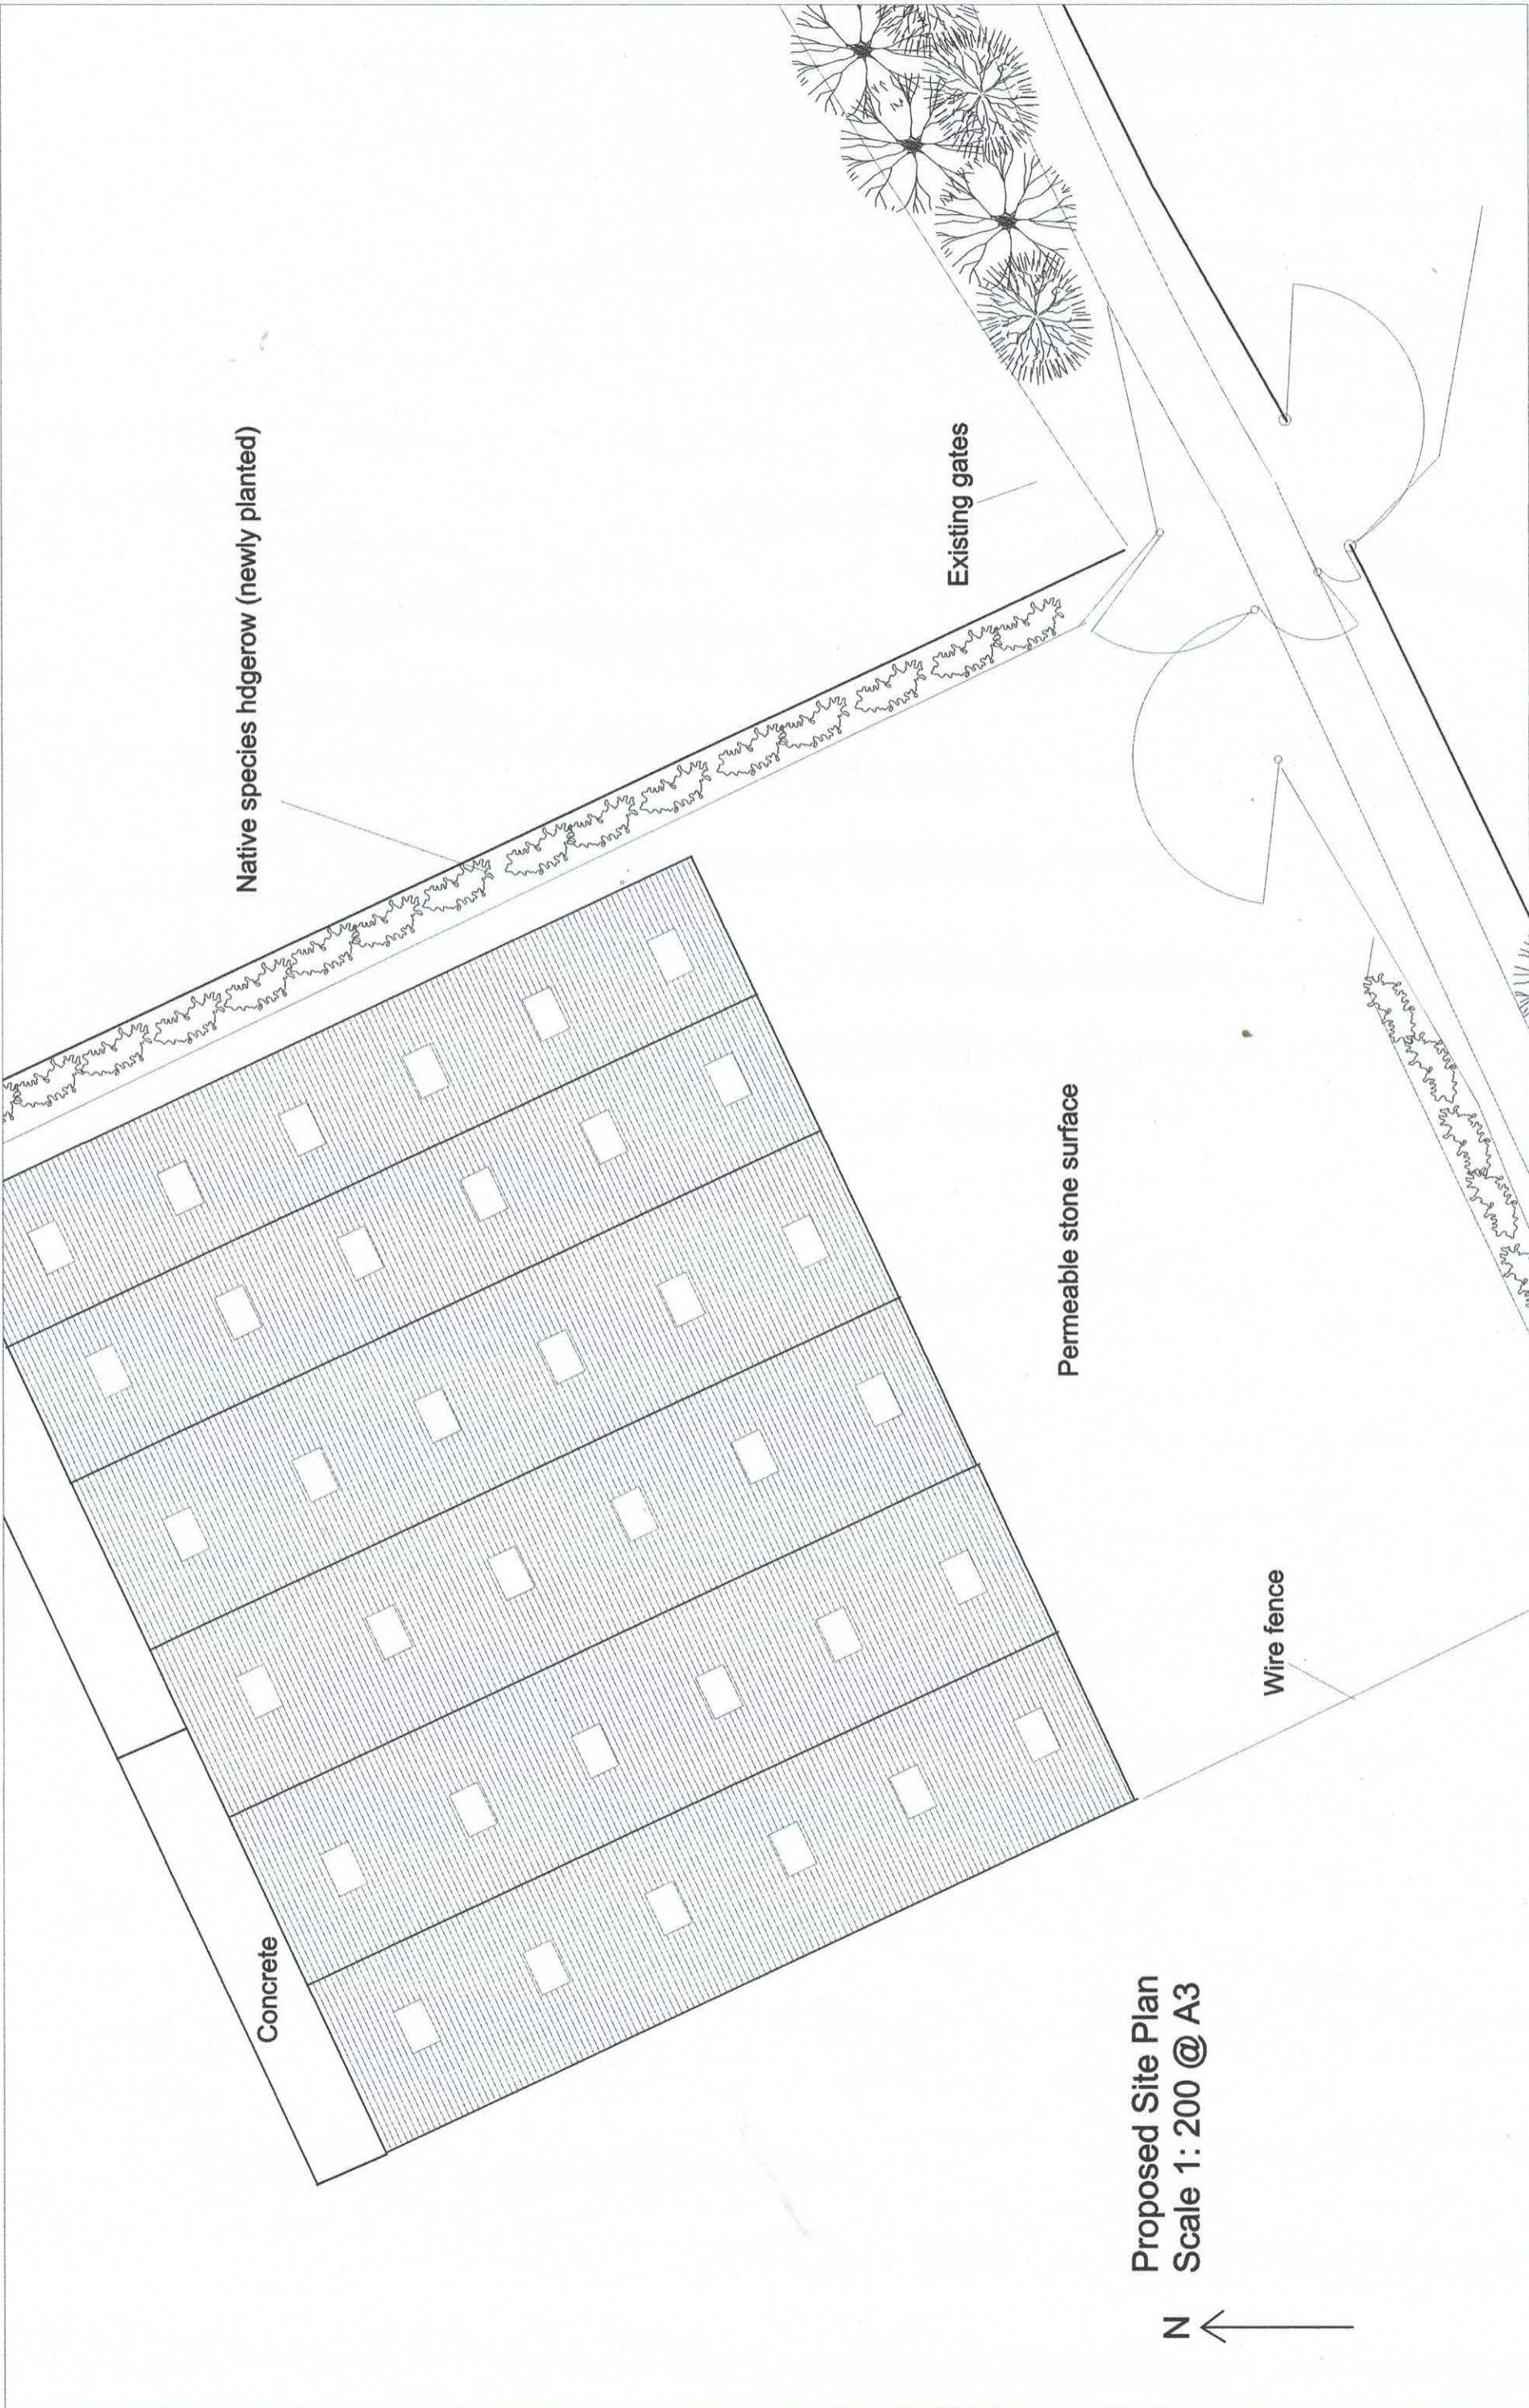 Native species hdgerow (newly planted)
Existing gates
Concrete
Permeable stone surface
Wire fence
Proposed Site Plan
Scale 1: 200 @ A3
N